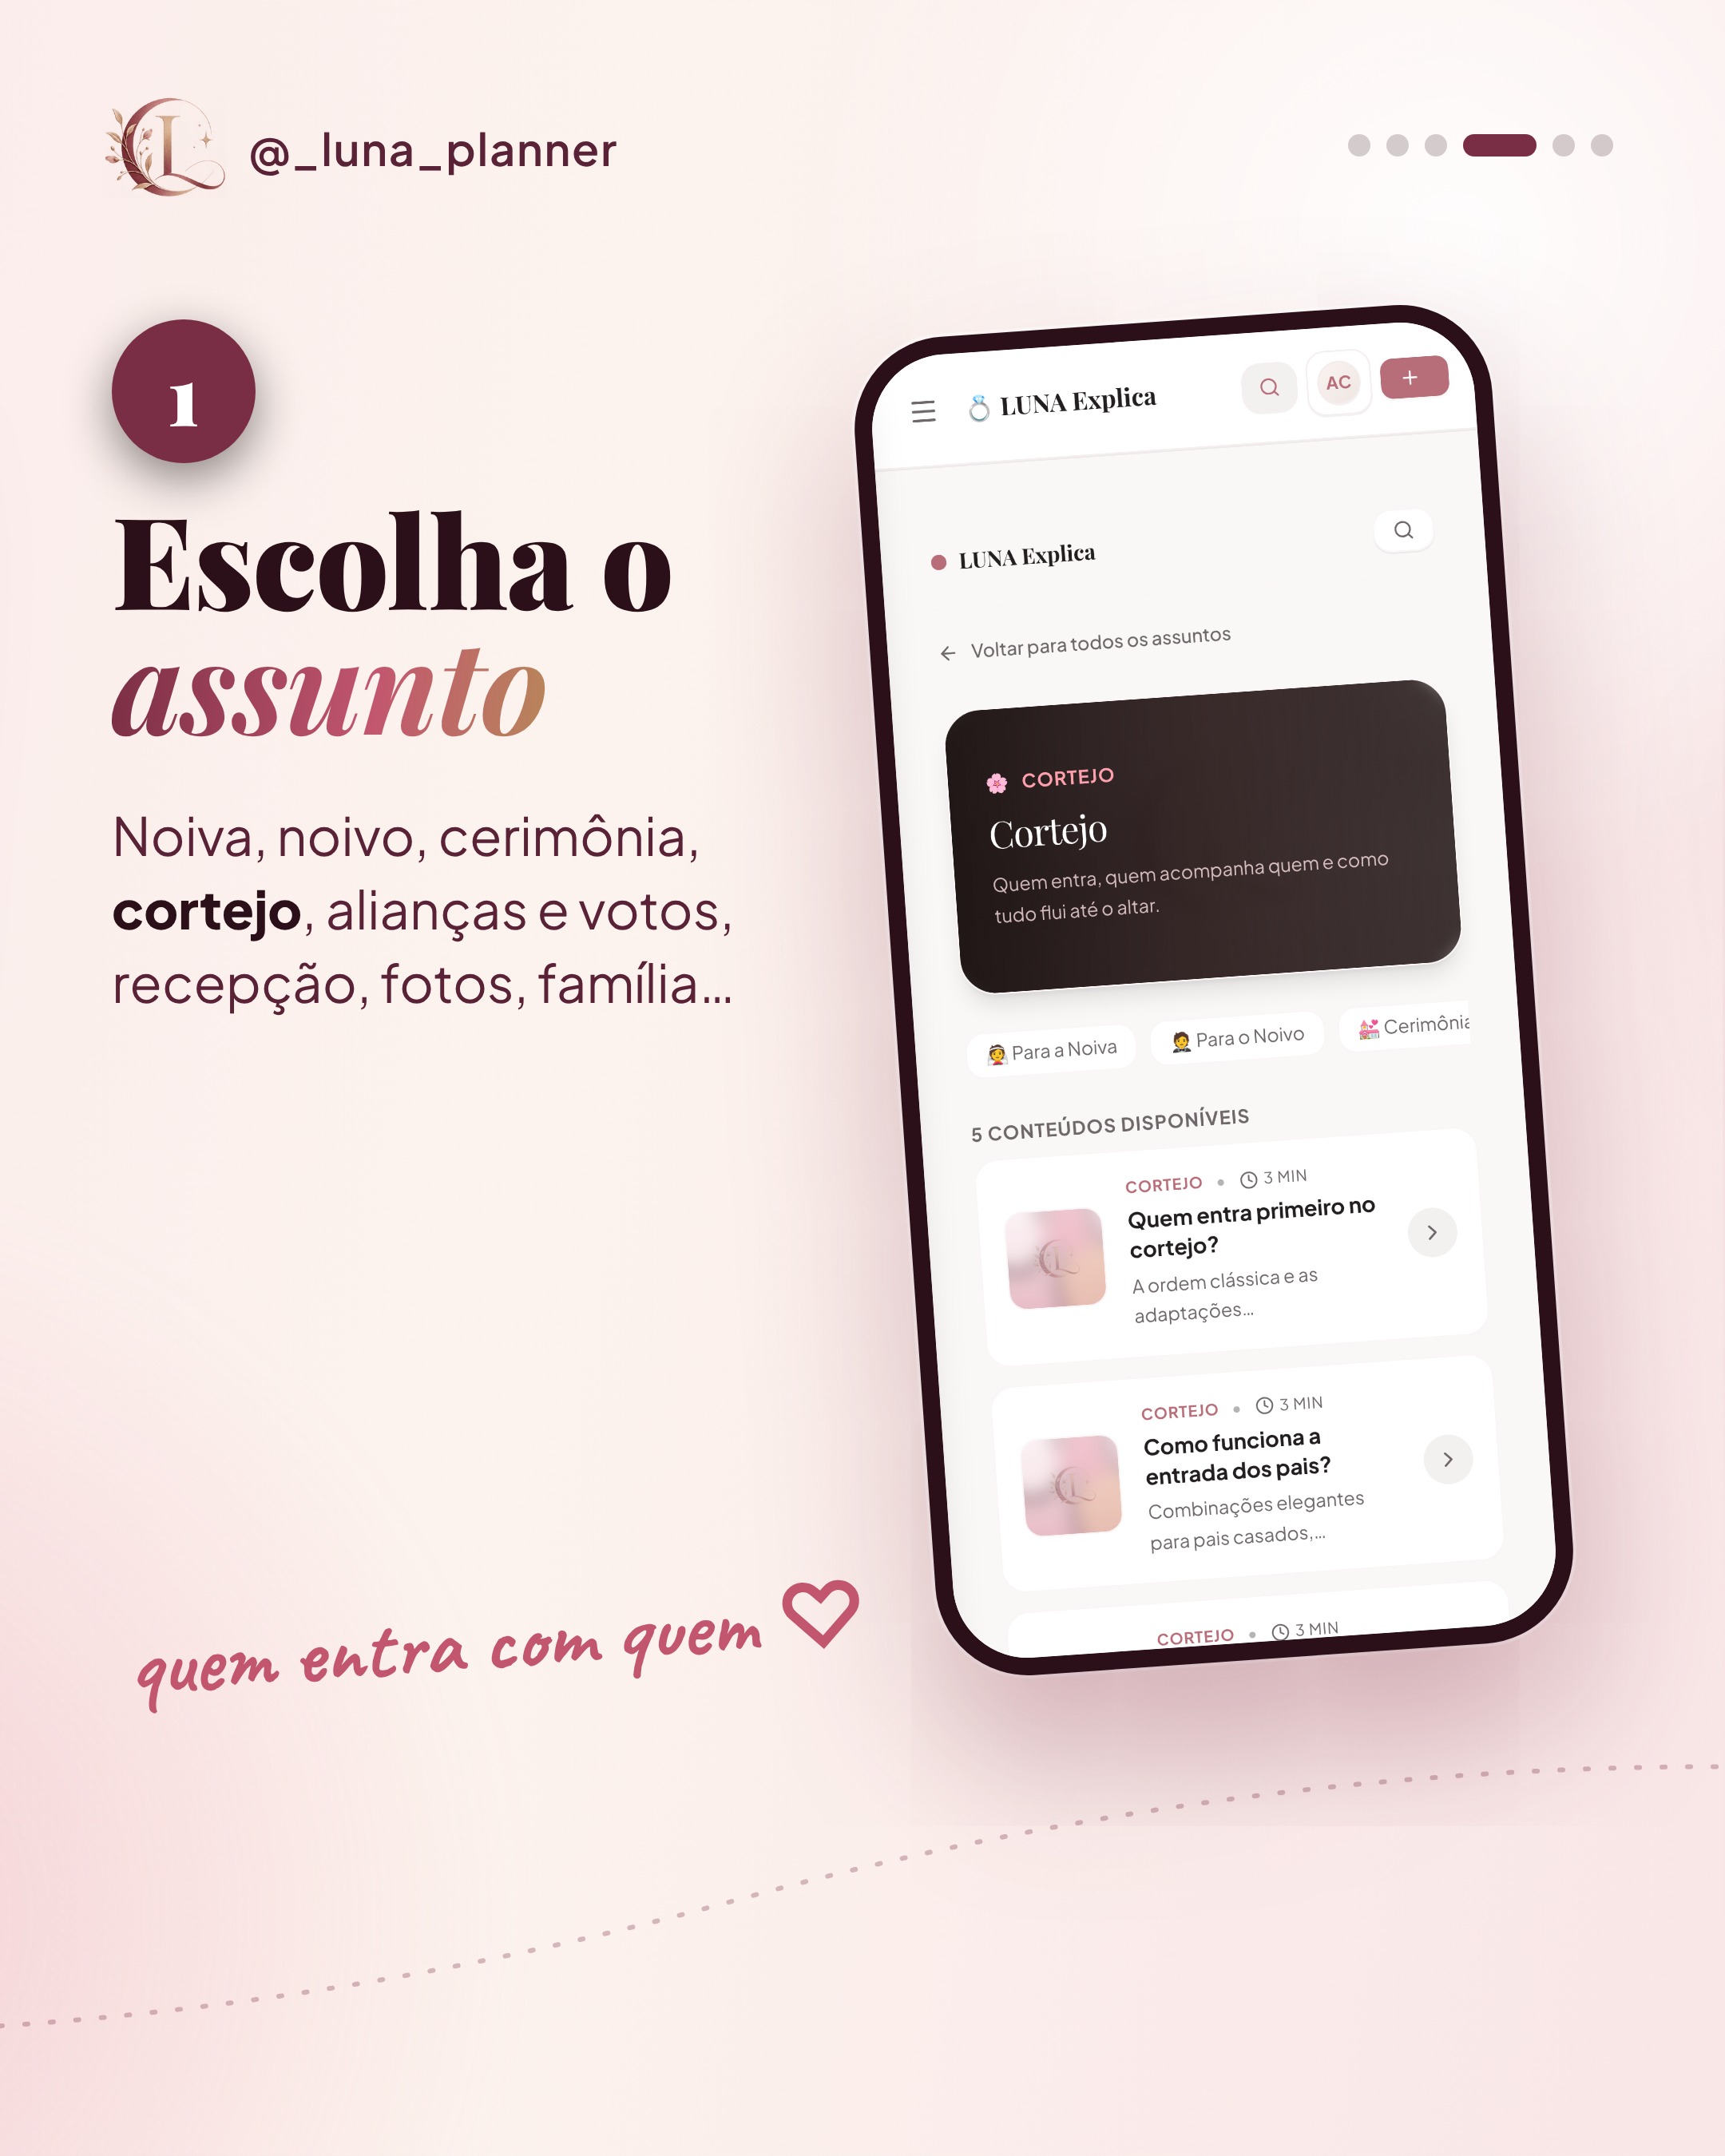 @_luna_planner
1
Escolha o
assunto
Noiva, noivo, cerimônia,
cortejo, alianças e votos,
recepção, fotos, família...
quem entra com quem
LUNA Explica
AC
+
LUNA Explica
← Voltar para todos os assuntos
CORTEJO
Cortejo
Quem entra, quem acompanha quem e como
tudo flui até o altar.
Para a Noiva
Para o Noivo
Cerimônia
5 CONTEÚDOS DISPONÍVEIS
CORTEJO • 3 MIN
Quem entra primeiro no
cortejo?
A ordem clássica e as
adaptações...
CORTEJO • 3 MIN
Como funciona a
entrada dos pais?
Combinações elegantes
para pais casados,...
CORTEJO • 3 MIN